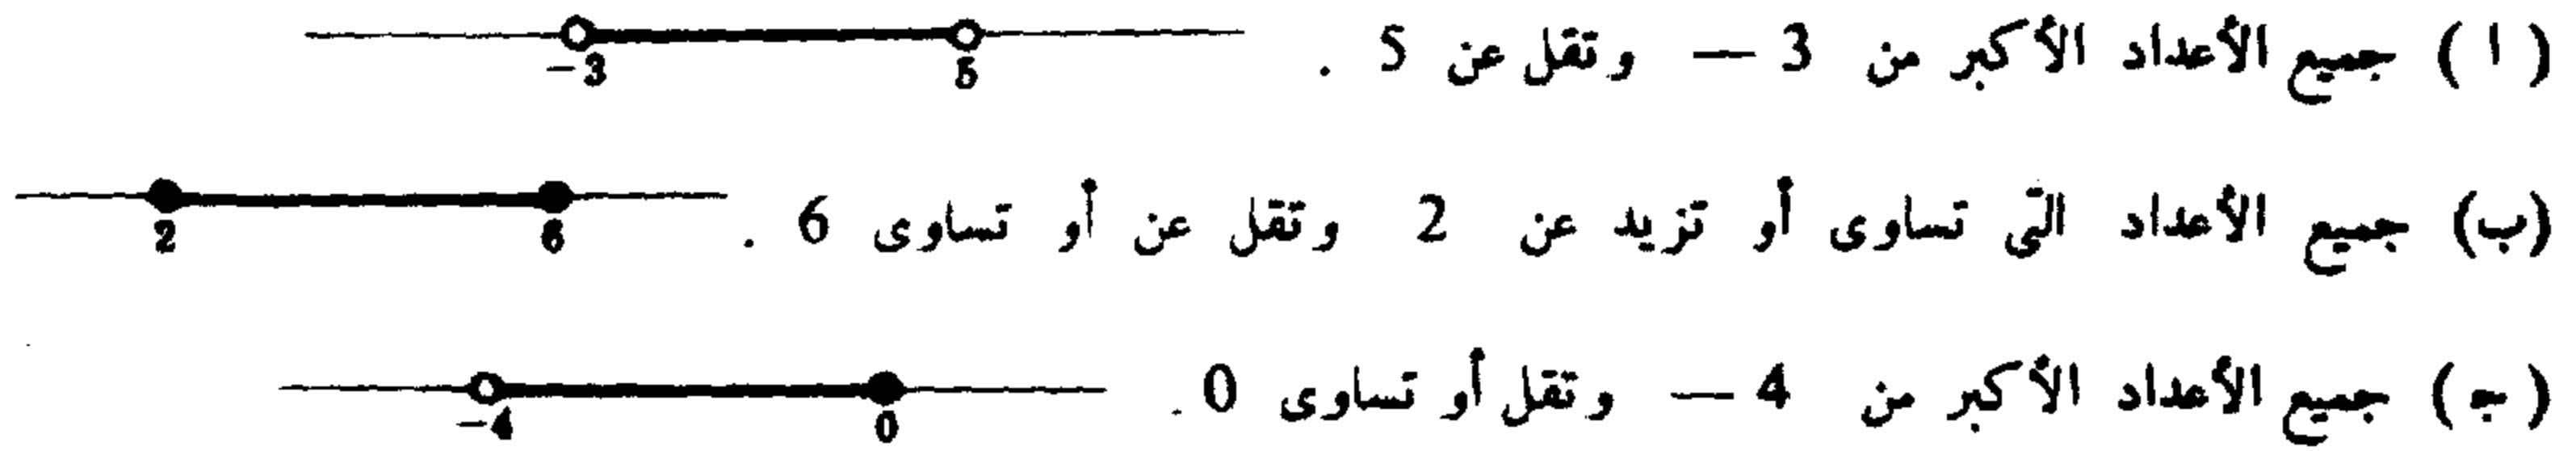 ( ا ) جميع الأعداد الأكبر من 3 — وتقل عن 5 .
-3 5
(ب) جميع الأعداد التى تساوى أو تزيد عن 2 وتقل عن أو تساوى 6 .
2 6
( جـ ) جميع الأعداد الأكبر من 4 — وتقل أو تساوى 0 .
-4 0